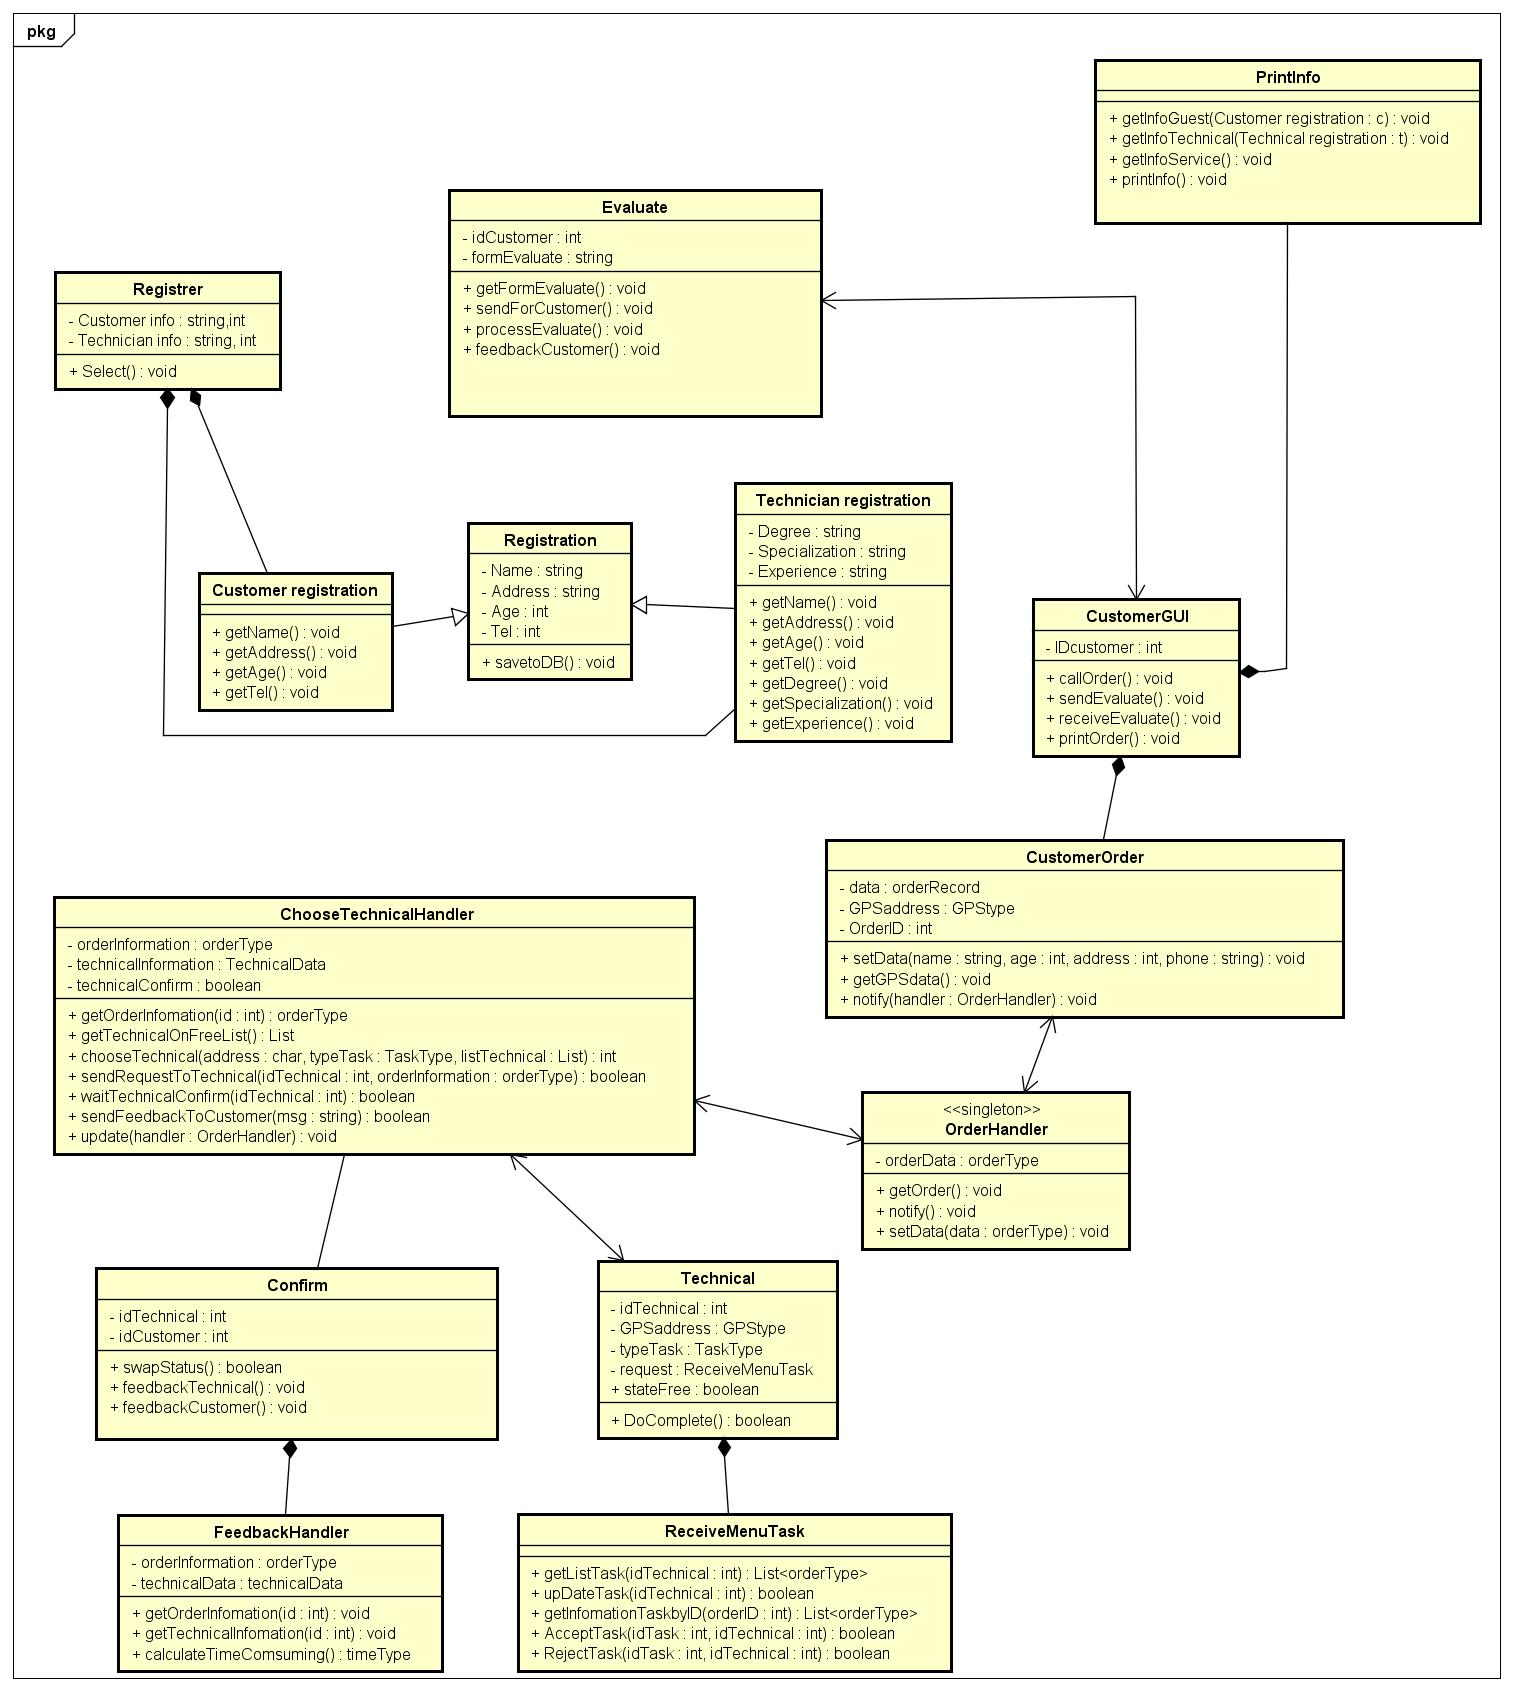 pkg
PrintInfo
+ getInfoGuest(Customer registration : c) : void
+ getInfoTechnical(Technical registration : t) : void
+ getInfoService() : void
+ printInfo() : void
Evaluate
- idCustomer : int
- formEvaluate : string
+ getFormEvaluate() : void
+ sendForCustomer() : void
+ processEvaluate() : void
+ feedbackCustomer() : void
Registrer
- Customer info : string,int
- Technician info : string, int
+ Select() : void
Technician registration
- Degree : string
- Specialization : string
- Experience : string
+ getName() : void
+ getAddress() : void
+ getAge() : void
+ getTel() : void
+ getDegree() : void
+ getSpecialization() : void
+ getExperience() : void
Registration
- Name : string
- Address : string
- Age : int
- Tel : int
+ savetoDB() : void
Customer registration
+ getName() : void
+ getAddress() : void
+ getAge() : void
+ getTel() : void
CustomerGUI
- IDcustomer : int
+ callOrder() : void
+ sendEvaluate() : void
+ receiveEvaluate() : void
+ printOrder() : void
CustomerOrder
- data : orderRecord
- GPSaddress : GPStype
- OrderID : int
+ setData(name : string, age : int, address : int, phone : string) : void
+ getGPSdata() : void
+ notify(handler : OrderHandler) : void
ChooseTechnicalHandler
- orderInformation : orderType
- technicalInformation : TechnicalData
- technicalConfirm : boolean
+ getOrderInfomation(id : int) : orderType
+ getTechnicalOnFreeList() : List
+ chooseTechnical(address : char, typeTask : TaskType, listTechnical : List) : int
+ sendRequestToTechnical(idTechnical : int, orderInformation : orderType) : boolean
+ waitTechnicalConfirm(idTechnical : int) : boolean
+ sendFeedbackToCustomer(msg : string) : boolean
+ update(handler : OrderHandler) : void
<<singleton>>
OrderHandler
- orderData : orderType
+ getOrder() : void
+ notify() : void
+ setData(data : orderType) : void
Confirm
- idTechnical : int
- idCustomer : int
+ swapStatus() : boolean
+ feedbackTechnical() : void
+ feedbackCustomer() : void
Technical
- idTechnical : int
- GPSaddress : GPStype
- typeTask : TaskType
- request : ReceiveMenuTask
+ stateFree : boolean
+ DoComplete() : boolean
FeedbackHandler
- orderInformation : orderType
- technicalData : technicalData
+ getOrderInfomation(id : int) : void
+ getTechnicalInfomation(id : int) : void
+ calculateTimeComsuming() : timeType
ReceiveMenuTask
+ getListTask(idTechnical : int) : List<orderType>
+ upDateTask(idTechnical : int) : boolean
+ getInfomationTaskbyID(orderID : int) : List<orderType>
+ AcceptTask(idTask : int, idTechnical : int) : boolean
+ RejectTask(idTask : int, idTechnical : int) : boolean